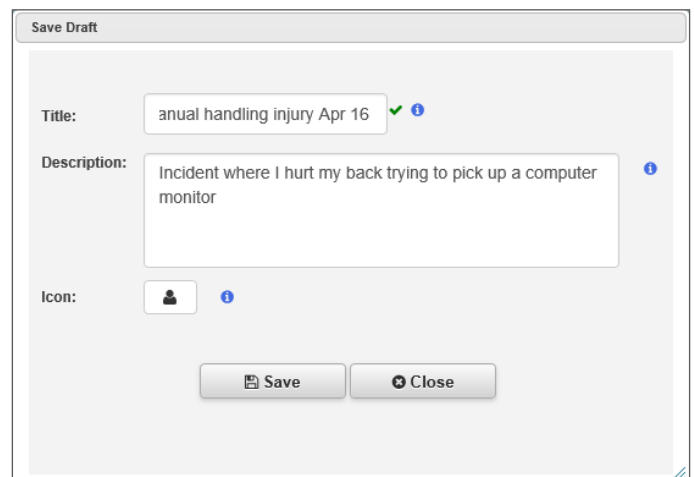 Save Draft
Title:
anual handling injury Apr 16
Description:
Incident where I hurt my back trying to pick up a computer
monitor
Icon:
Save
Close